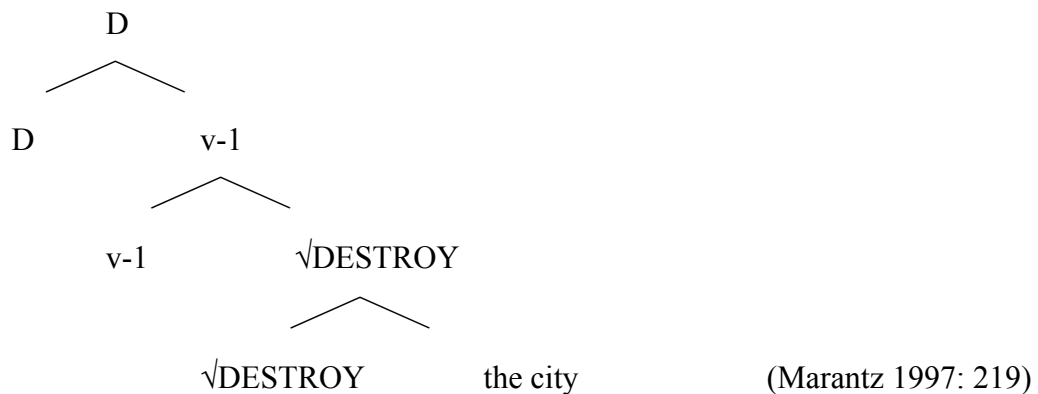 D
D v-1
v-1 √DESTROY
√DESTROY the city (Marantz 1997: 219)